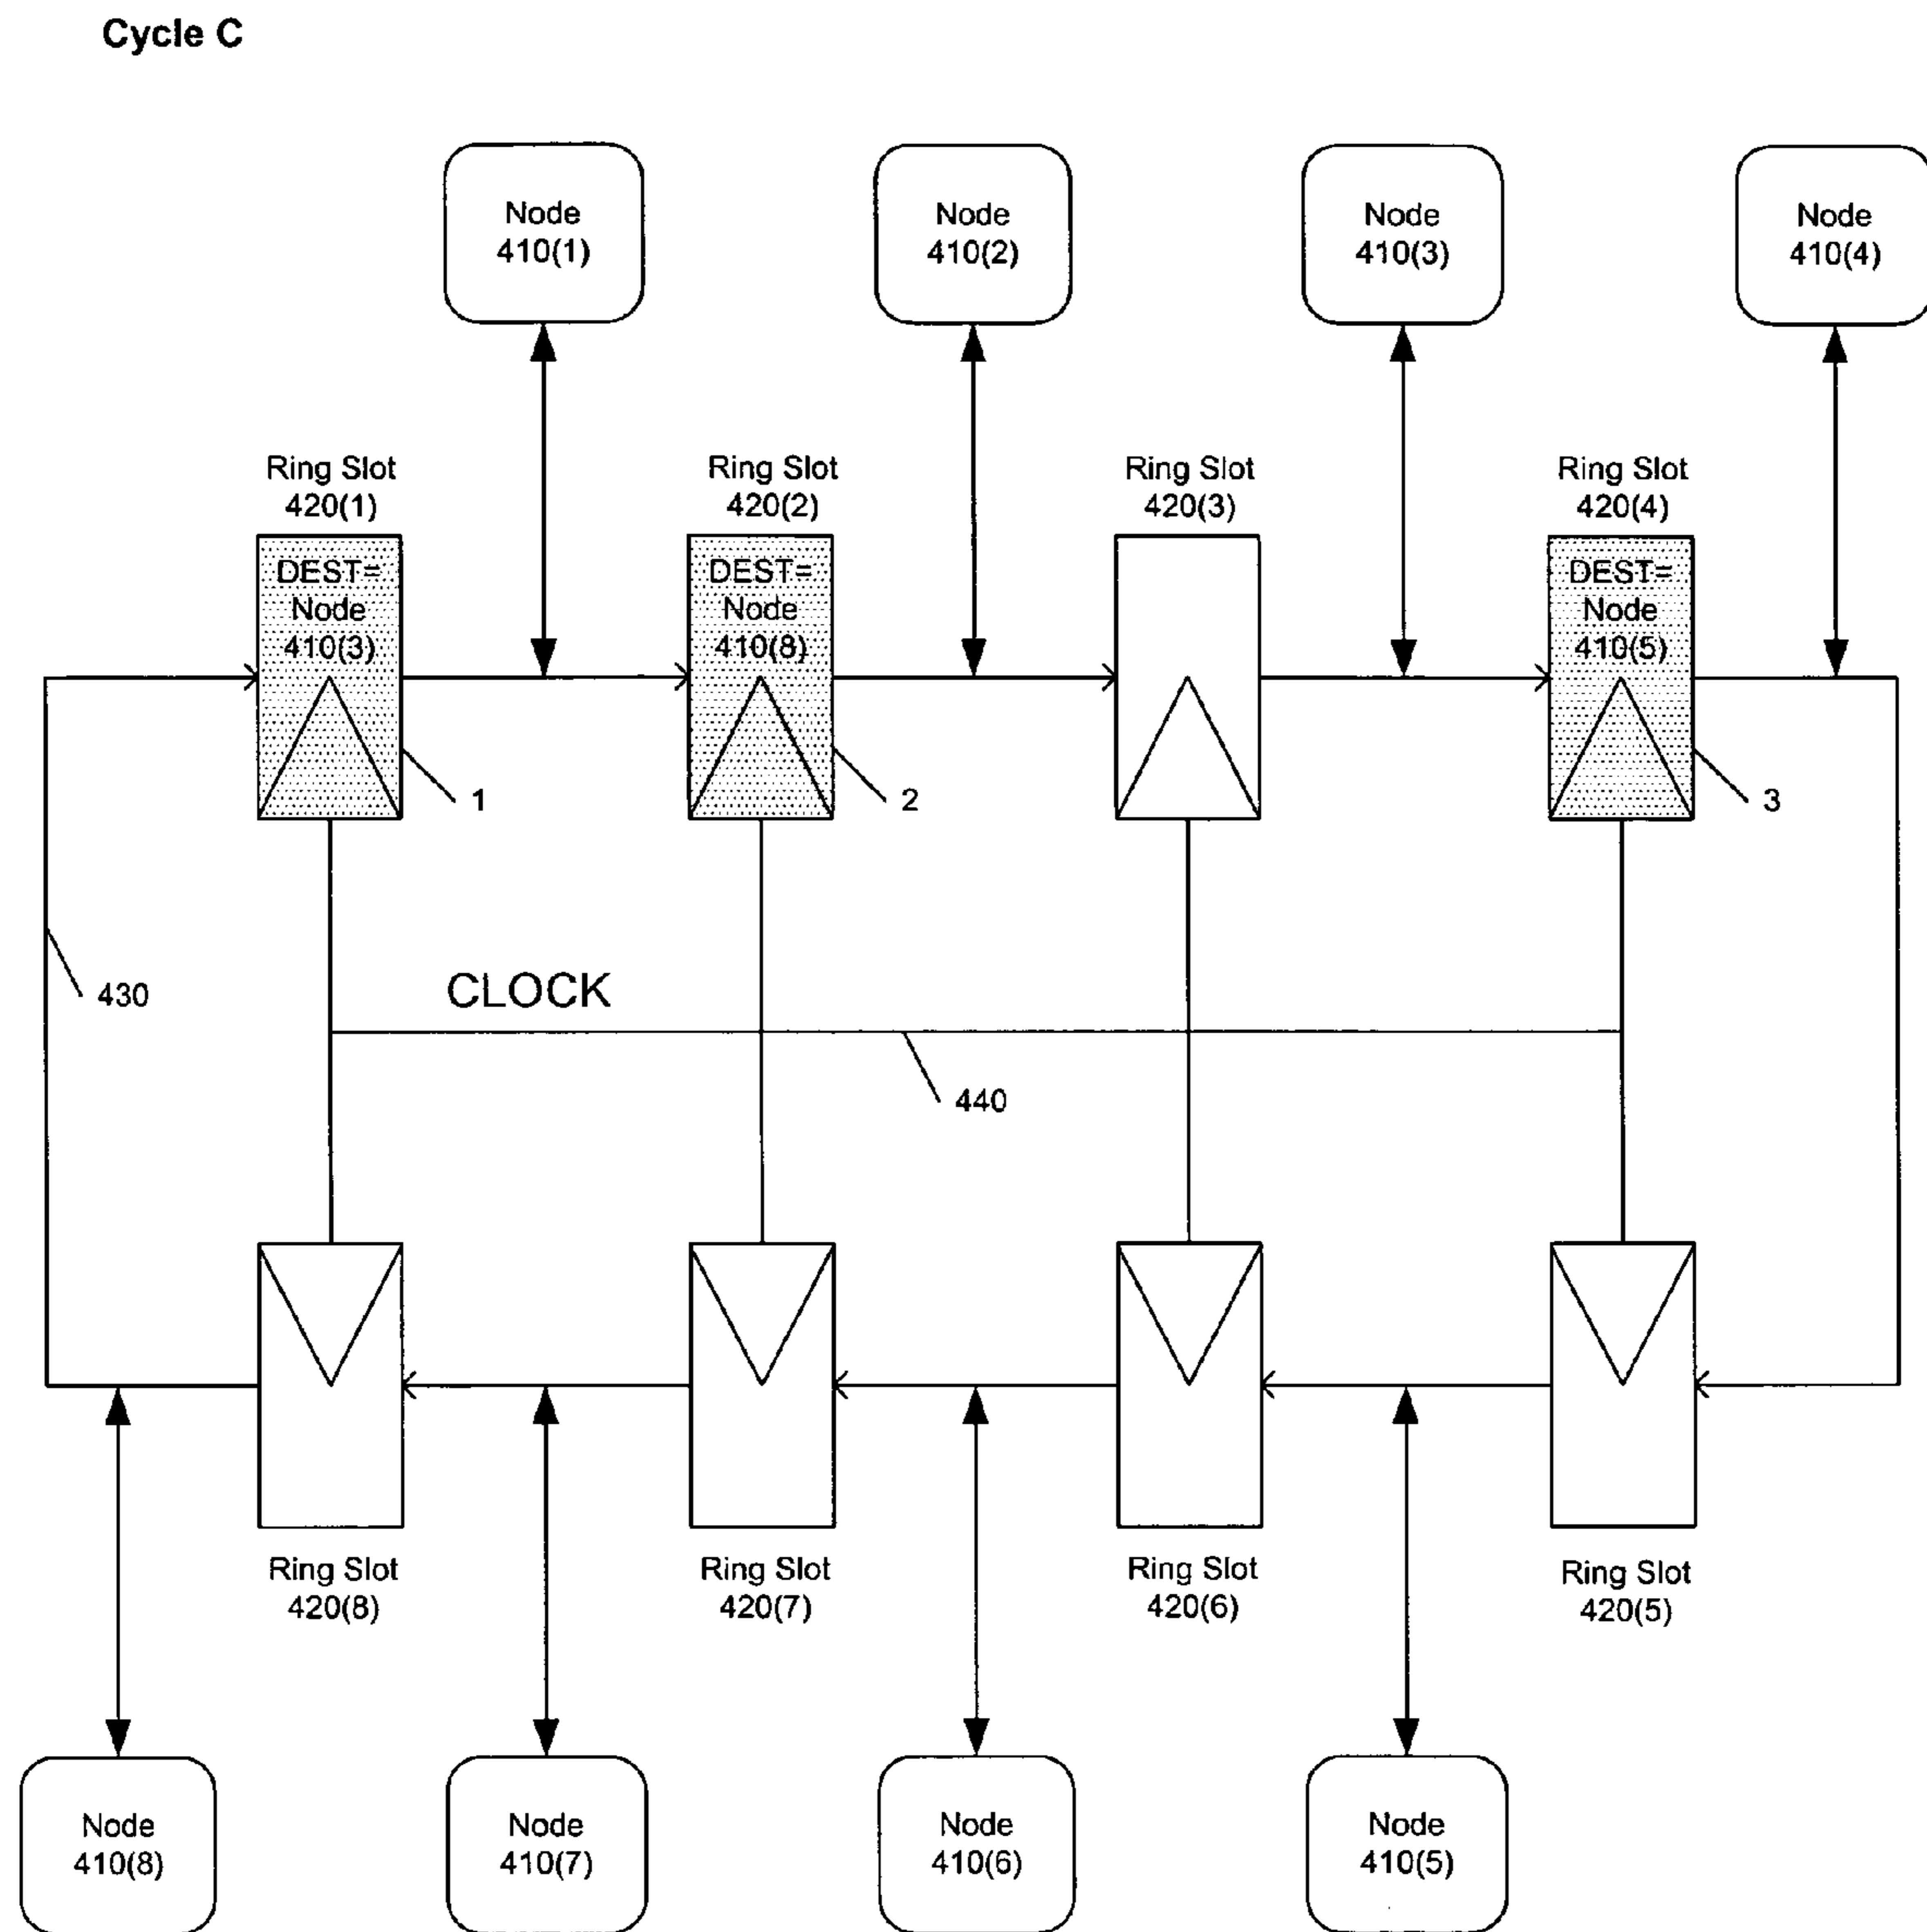 Cycle C
Node
410(1)
Node
410(2)
Node
410(3)
Node
410(4)
Ring Slot
420(1)
Ring Slot
420(2)
Ring Slot
420(3)
Ring Slot
420(4)
DEST=
Node
410(3)
DEST=
Node
410(8)
DEST=
Node
410(5)
1
2
3
430
CLOCK
440
Ring Slot
420(8)
Ring Slot
420(7)
Ring Slot
420(6)
Ring Slot
420(5)
Node
410(8)
Node
410(7)
Node
410(6)
Node
410(5)